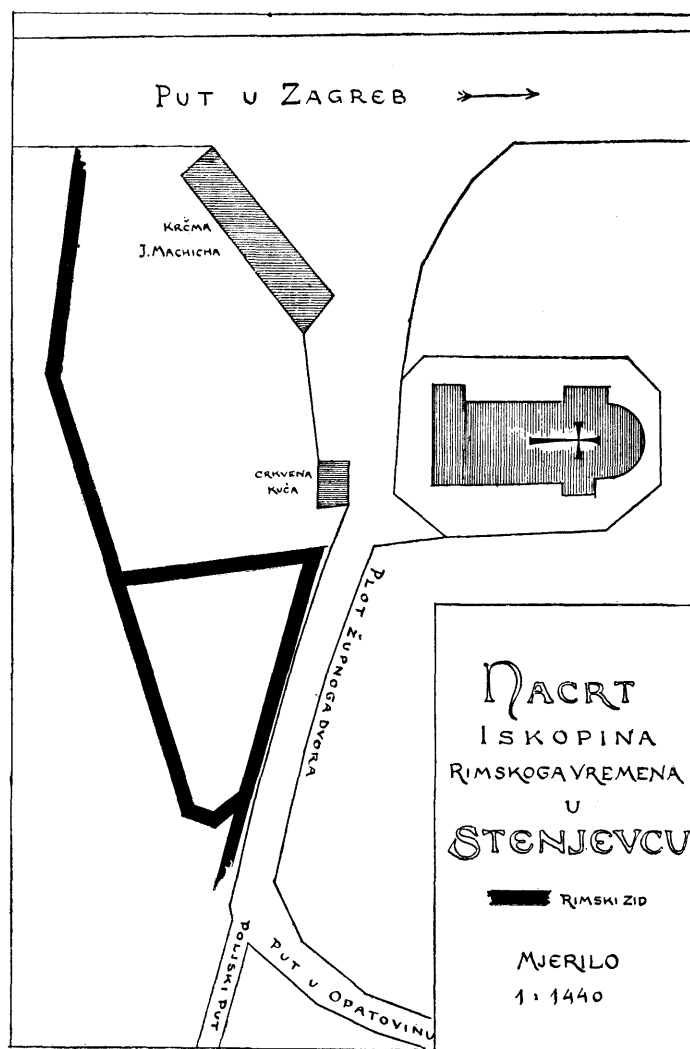 PUT U ZAGREB
KRČMA
J. MACHICHA
CRKVENA
KUĆA
PLOT ŽUPNOGA DVORA
NACRT
ISKOPINA
RIMSKOGA VREMENA
U
STENJEVCU
RIMSKI ZID
MJERILO
1 : 1440
POLJSKI PUT
PUT U OPATOVINU